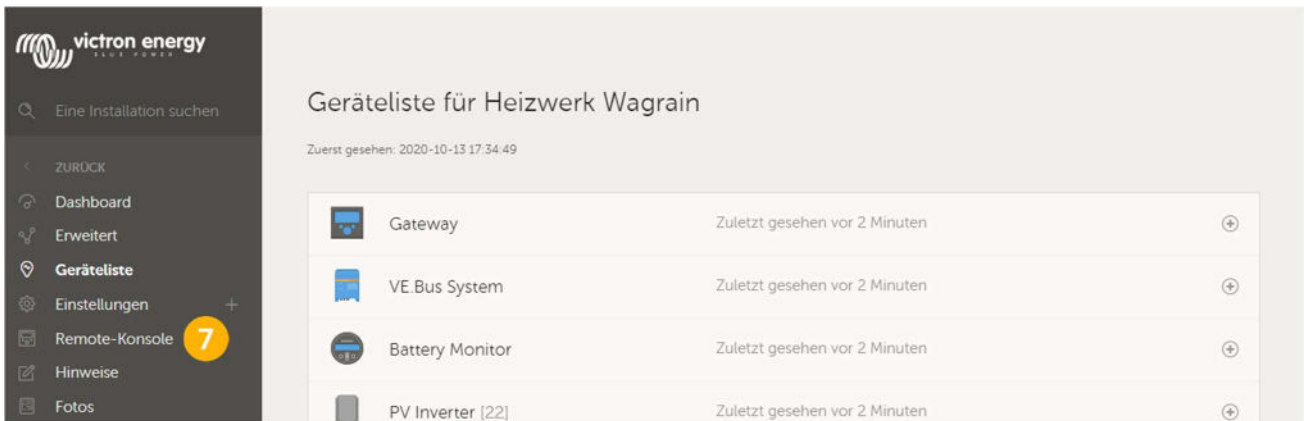 victron energy
BLUE POWER
Eine Installation suchen
ZURÜCK
Dashboard
Erweitert
Geräteliste
Einstellungen
Remote-Konsole 7
Hinweise
Fotos
Geräteliste für Heizwerk Wagrain
Zuerst gesehen: 2020-10-13 17:34:49
Gateway Zuletzt gesehen vor 2 Minuten
VE.Bus System Zuletzt gesehen vor 2 Minuten
Battery Monitor Zuletzt gesehen vor 2 Minuten
PV Inverter [22] Zuletzt gesehen vor 2 Minuten